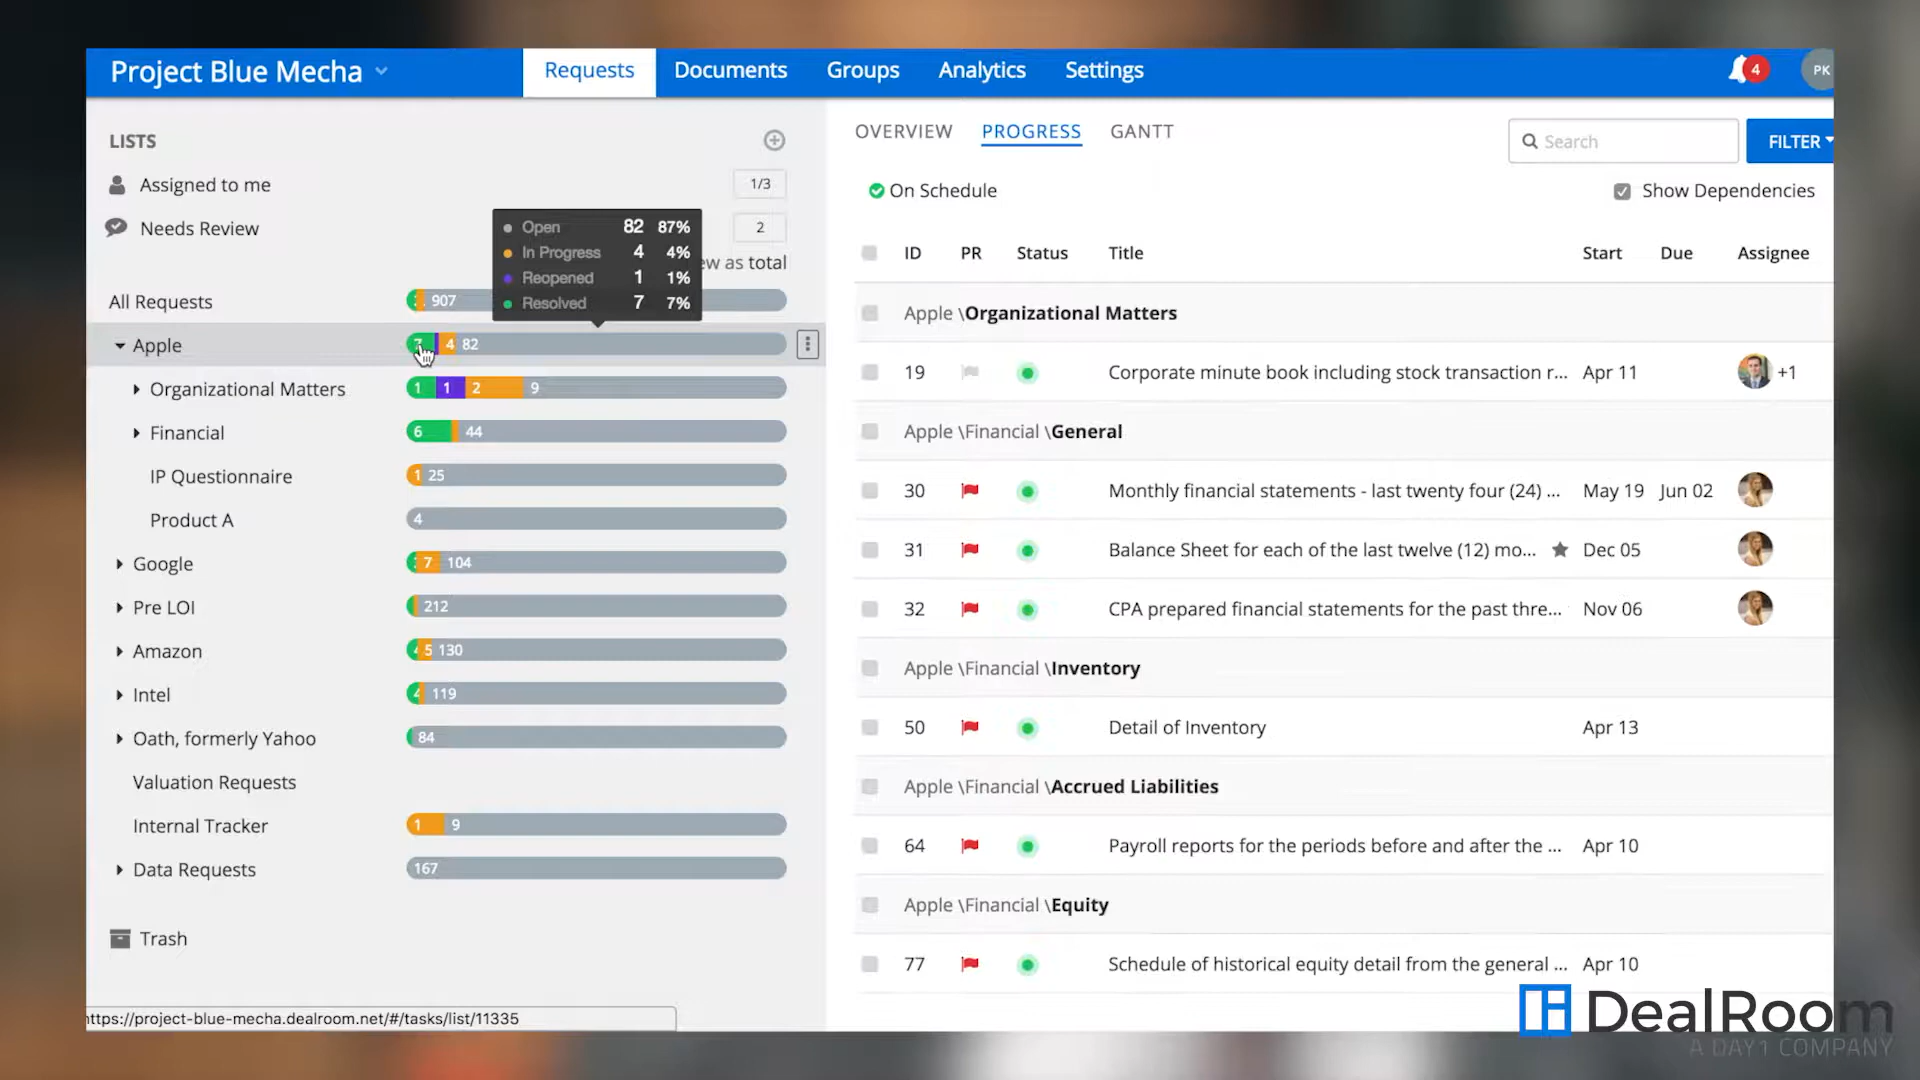 Project Blue Mecha
Requests
Documents
Groups
Analytics
Settings
4
PK
LISTS
Assigned to me 1/3
Needs Review 2
ew as total
Open 82 87%
In Progress 4 4%
Reopened 1 1%
Resolved 7 7%
All Requests 907
Apple 7 4 82
Organizational Matters 1 1 2 9
Financial 6 44
IP Questionnaire 1 25
Product A 4
Google 7 104
Pre LOI 212
Amazon 4 5 130
Intel 4 119
Oath, formerly Yahoo 84
Valuation Requests
Internal Tracker 1 9
Data Requests 167
Trash
https://project-blue-mecha.dealroom.net/#/tasks/list/11335
OVERVIEW PROGRESS GANTT
Search
FILTER
On Schedule
Show Dependencies
ID PR Status Title Start Due Assignee
Apple \Organizational Matters
19 Corporate minute book including stock transaction r... Apr 11 +1
Apple \Financial \General
30 Monthly financial statements - last twenty four (24) ... May 19 Jun 02
31 Balance Sheet for each of the last twelve (12) mo... Dec 05
32 CPA prepared financial statements for the past thre... Nov 06
Apple \Financial \Inventory
50 Detail of Inventory Apr 13
Apple \Financial \Accrued Liabilities
64 Payroll reports for the periods before and after the ... Apr 10
Apple \Financial \Equity
77 Schedule of historical equity detail from the general ... Apr 10
DealRoom
A DAY1 COMPANY